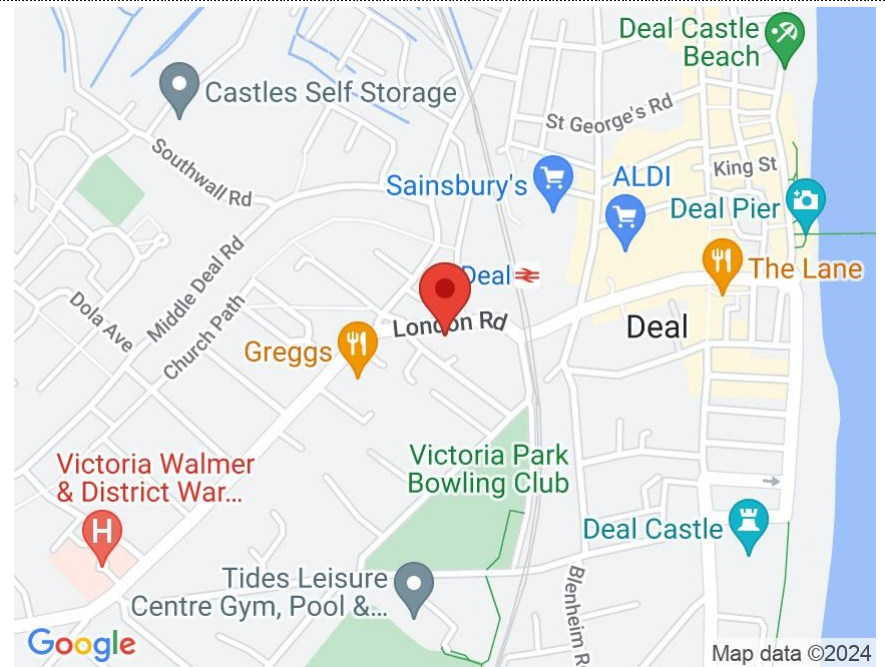 Deal Castle
Beach
Castles Self Storage
St George's Rd
Southwall Rd
Sainsbury's
ALDI
King St
Deal Pier
Middle Deal Rd
Deal
The Lane
Dola Ave
Church Path
London Rd
Deal
Greggs
Victoria Walmer
& District War...
H
Victoria Park
Bowling Club
Deal Castle
Tides Leisure
Centre Gym, Pool &...
Blenheim R
Google
Map data ©2024